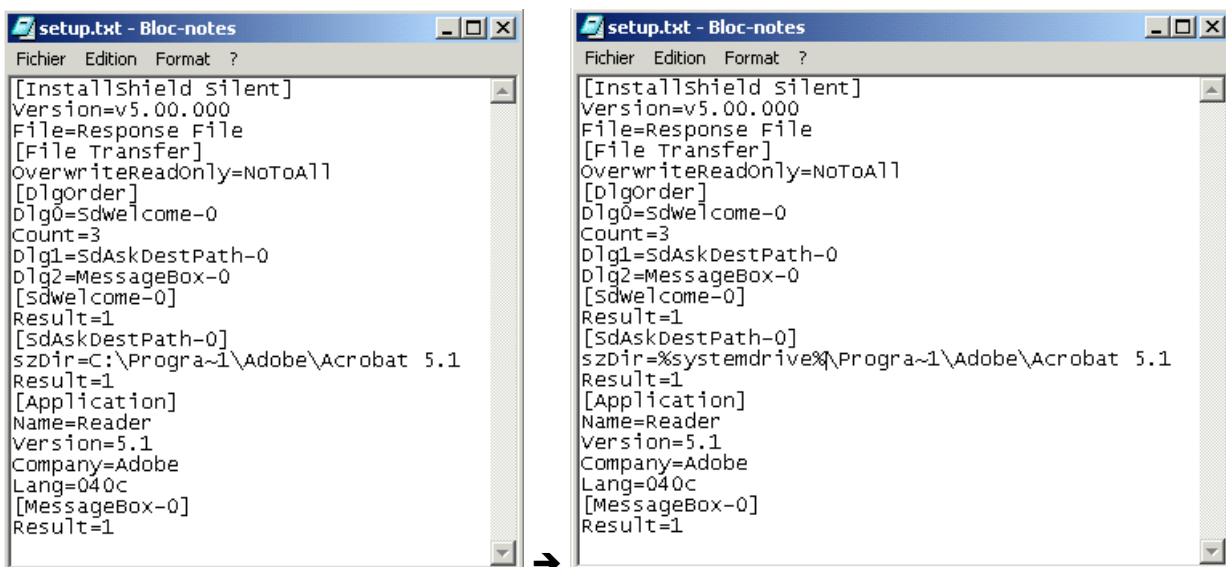 setup.txt - Bloc-notes
Fichier Edition Format ?
[InstallShield Silent]
Version=v5.00.000
File=Response File
[File Transfer]
OverwriteReadOnly=NoToAll
[DlgOrder]
Dlg0=SdWelcome-0
Count=3
Dlg1=SdAskDestPath-0
Dlg2=MessageBox-0
[SdWelcome-0]
Result=1
[SdAskDestPath-0]
szDir=C:\Progra~1\Adobe\Acrobat 5.1
Result=1
[Application]
Name=Reader
Version=5.1
Company=Adobe
Lang=040c
[MessageBox-0]
Result=1
➔
setup.txt - Bloc-notes
Fichier Edition Format ?
[InstallShield Silent]
Version=v5.00.000
File=Response File
[File Transfer]
OverwriteReadOnly=NoToAll
[DlgOrder]
Dlg0=SdWelcome-0
Count=3
Dlg1=SdAskDestPath-0
Dlg2=MessageBox-0
[SdWelcome-0]
Result=1
[SdAskDestPath-0]
szDir=%systemdrive%\Progra~1\Adobe\Acrobat 5.1
Result=1
[Application]
Name=Reader
Version=5.1
Company=Adobe
Lang=040c
[MessageBox-0]
Result=1